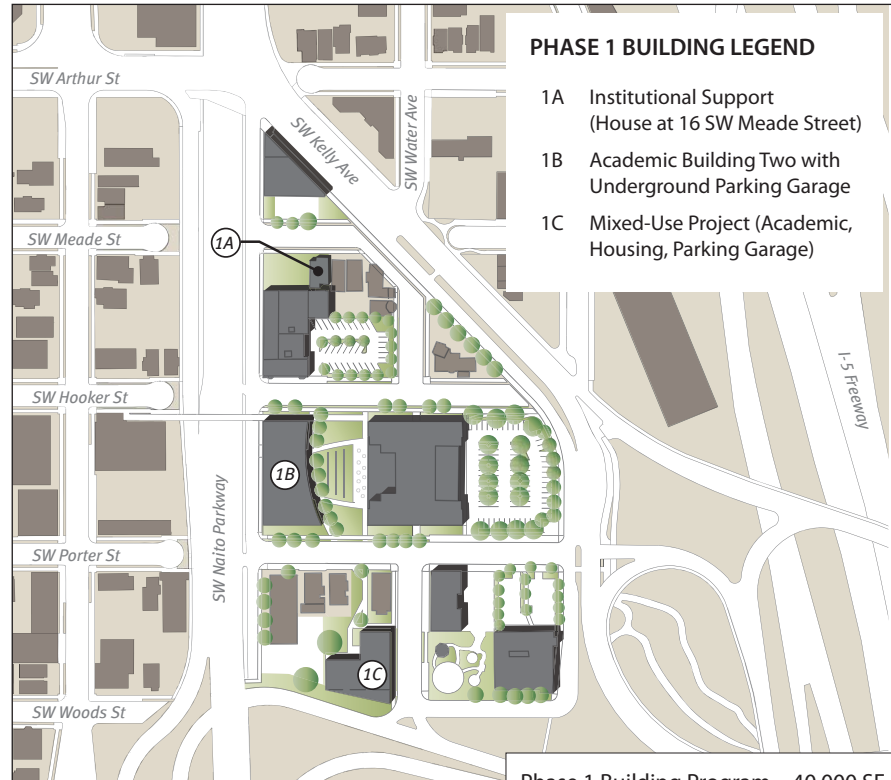 PHASE 1 BUILDING LEGEND
1A Institutional Support
(House at 16 SW Meade Street)
1B Academic Building Two with
Underground Parking Garage
1C Mixed-Use Project (Academic,
Housing, Parking Garage)
SW Arthur St
SW Kelly Ave
SW Water Ave
SW Meade St
1A
I-5 Freeway
SW Hooker St
1B
SW Naito Parkway
SW Porter St
1C
SW Woods St
Phase 1 Building Program 40,000 SF